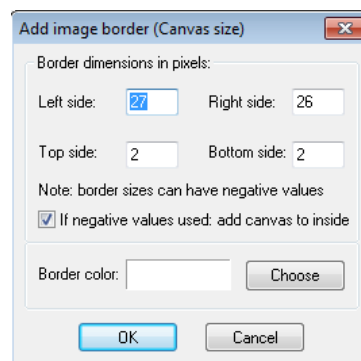 Add image border (Canvas size)
Border dimensions in pixels:
Left side: 27 Right side: 26
Top side: 2 Bottom side: 2
Note: border sizes can have negative values
If negative values used: add canvas to inside
Border color: Choose
OK Cancel